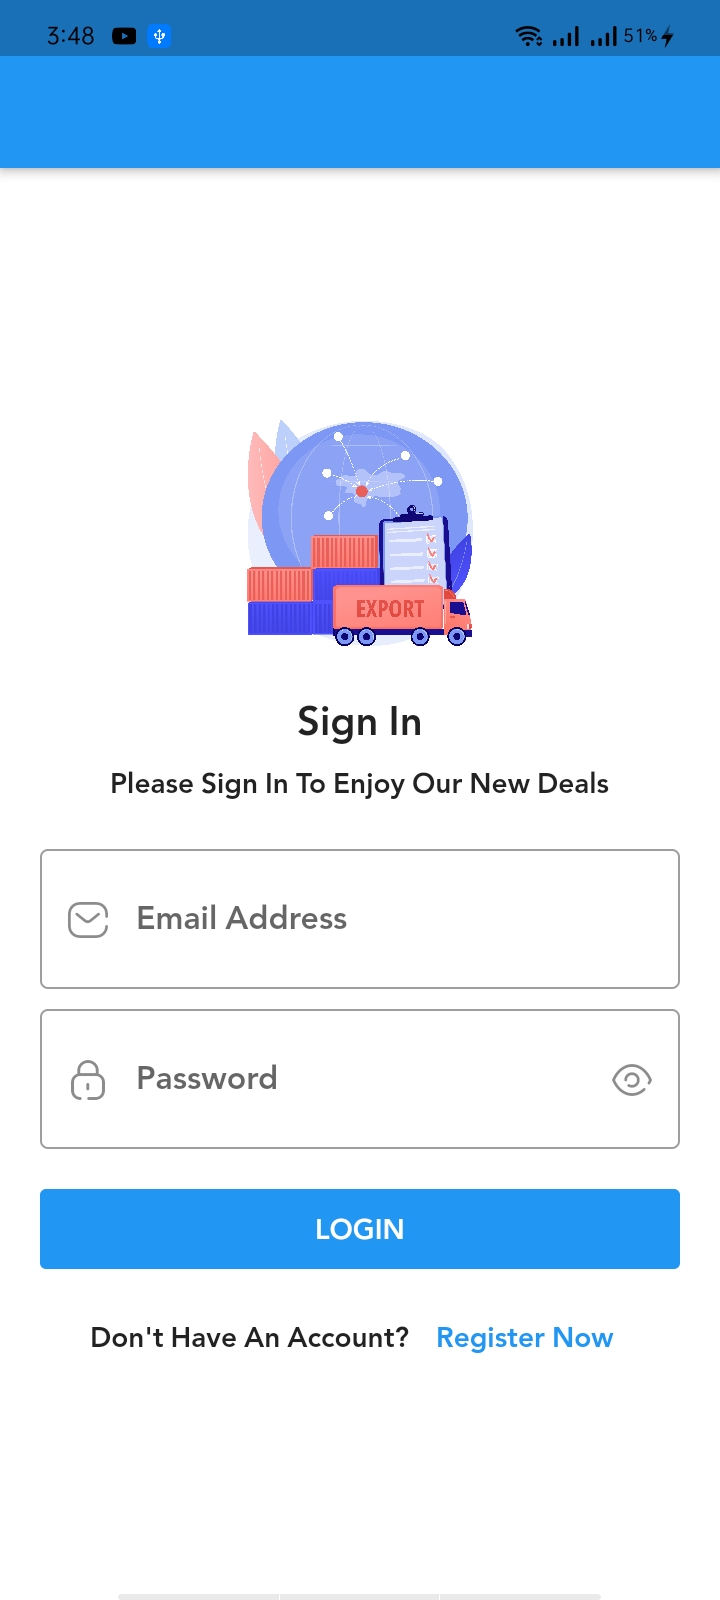 3:48 51%
EXPORT
Sign In
Please Sign In To Enjoy Our New Deals
Email Address
Password
LOGIN
Don't Have An Account? Register Now